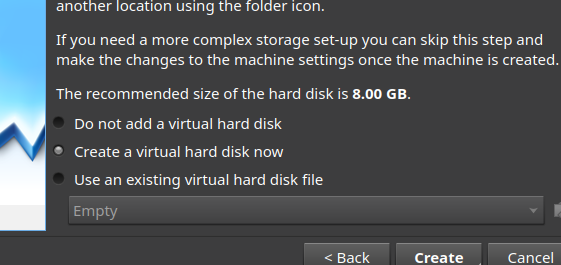 another location using the folder icon.
If you need a more complex storage set-up you can skip this step and
make the changes to the machine settings once the machine is created.
The recommended size of the hard disk is 8.00 GB.
Do not add a virtual hard disk
Create a virtual hard disk now
Use an existing virtual hard disk file
Empty
< Back Create Cancel